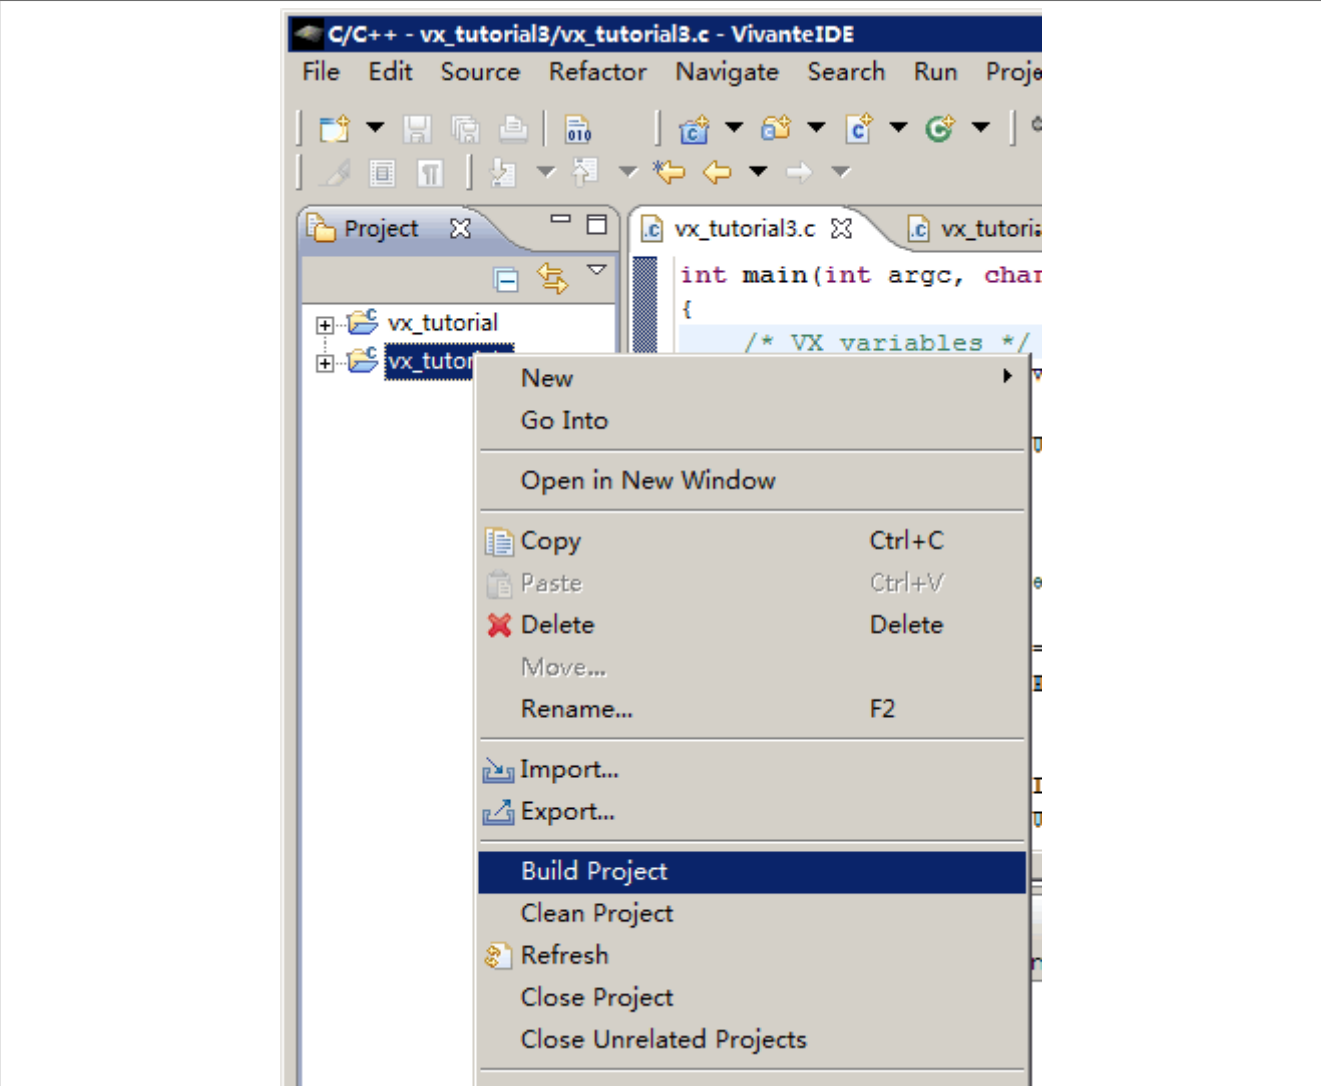 C/C++ - vx_tutorial3/vx_tutorial3.c - VivanteIDE
File Edit Source Refactor Navigate Search Run
010
Project
vx_tutorial3.c
int main(int argc,
{
/* VX variables */
vx_tutorial
New
Go Into
Open in New Window
Copy Ctrl+C
Paste Ctrl+V
Delete Delete
Move...
Rename... F2
Import...
Export...
Build Project
Clean Project
Refresh
Close Project
Close Unrelated Projects